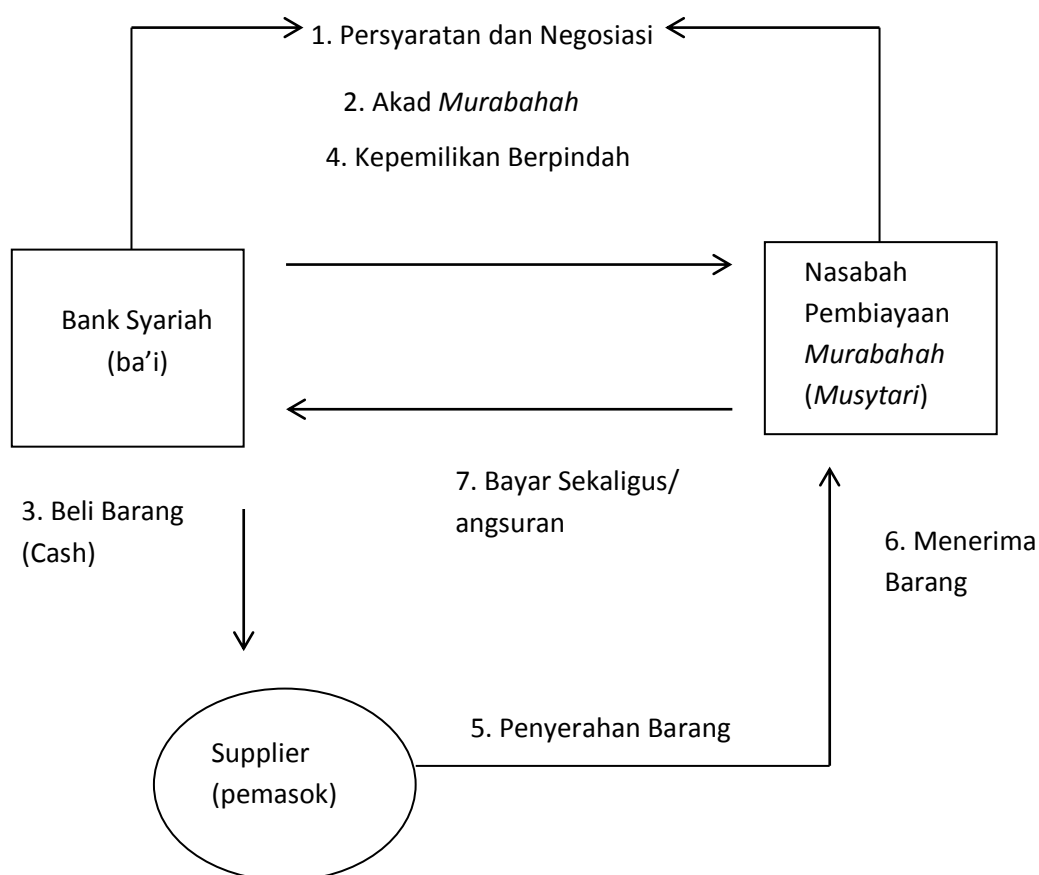 1. Persyaratan dan Negosiasi
2. Akad Murabahah
4. Kepemilikan Berpindah
Bank Syariah
(ba’i)
Nasabah
Pembiayaan
Murabahah
(Musytari)
3. Beli Barang
(Cash)
7. Bayar Sekaligus/
angsuran
6. Menerima
Barang
5. Penyerahan Barang
Supplier
(pemasok)